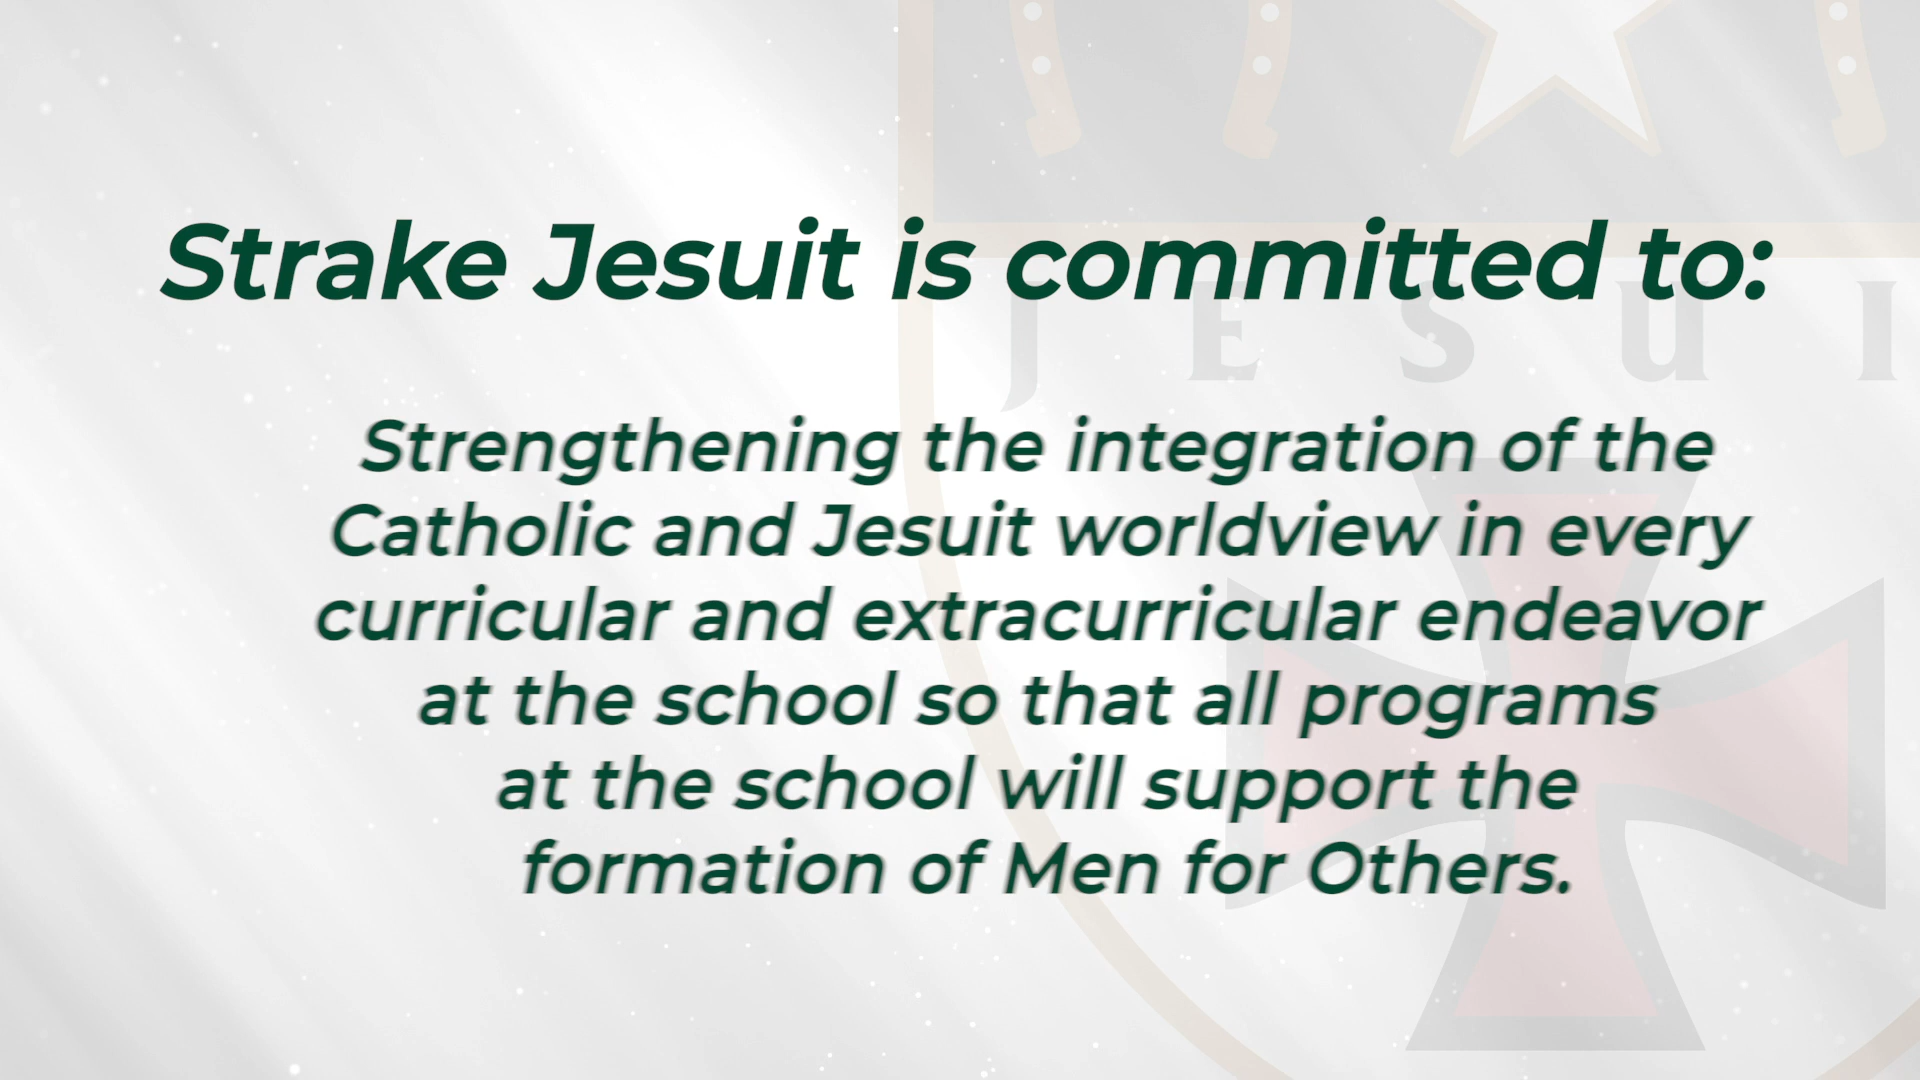 Strake Jesuit is committed to:
JESUI
Strengthening the integration of the
Catholic and Jesuit worldview in every
curricular and extracurricular endeavor
at the school so that all programs
at the school will support the
formation of Men for Others.